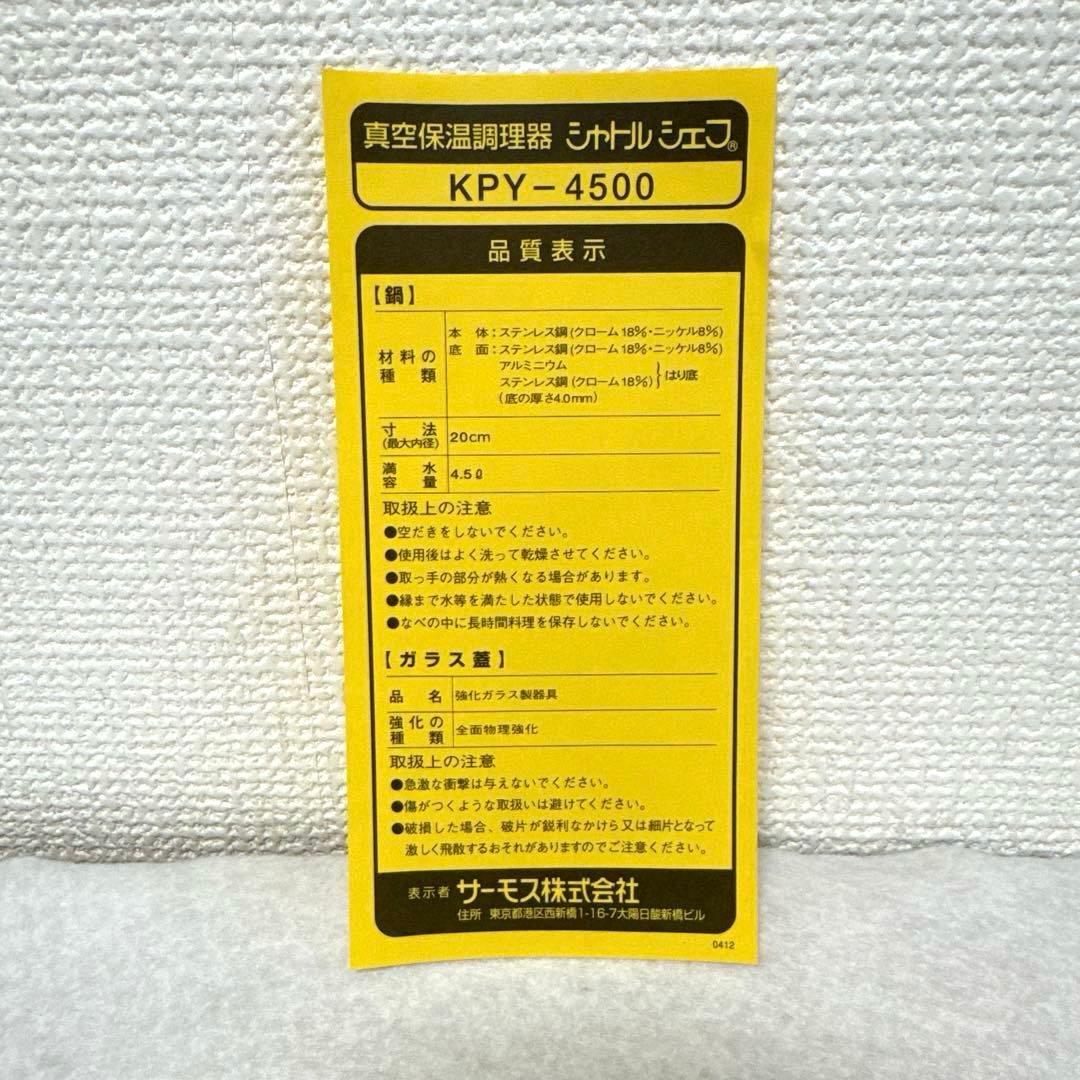 真空保温調理器 シャトルシェフ®
KPY-4500
品質表示
【鍋】
材料の種類
本体:ステンレス鋼(クローム18%・ニッケル8%)
底面:ステンレス鋼(クローム18%・ニッケル8%)
アルミニウム
ステンレス鋼(クローム18%)
(底の厚さ4.0mm)
}はり底
寸法
(最大内径)
20cm
満水
容量
4.5ℓ
取扱上の注意
●空だきをしないでください。
●使用後はよく洗って乾燥させてください。
●取っ手の部分が熱くなる場合があります。
●縁まで水等を満たした状態で使用しないでください。
●なべの中に長時間料理を保存しないでください。
【ガラス蓋】
品名 強化ガラス製器具
強化の
種類
全面物理強化
取扱上の注意
●急激な衝撃は与えないでください。
●傷がつくような取扱いは避けてください。
●破損した場合、破片が鋭利なかけら又は細片となって
激しく飛散するおそれがありますのでご注意ください。
表示者 サーモス株式会社
住所 東京都港区西新橋1-16-7大陽日酸新橋ビル
0412